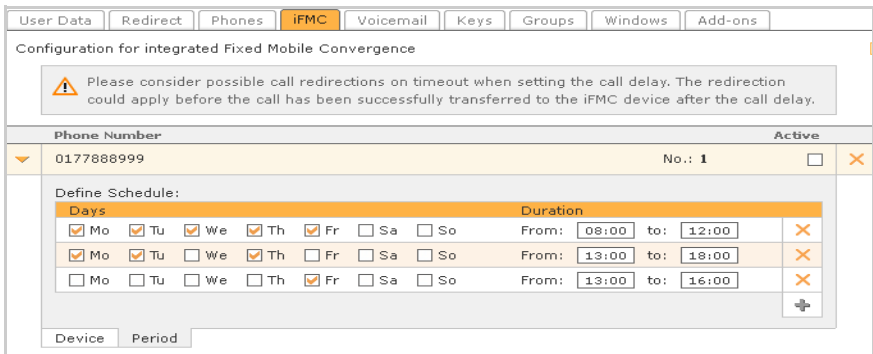 User Data Redirect Phones iFMC Voicemail Keys Groups Windows Add-ons
Configuration for integrated Fixed Mobile Convergence
Please consider possible call redirections on timeout when setting the call delay. The redirection
could apply before the call has been successfully transferred to the iFMC device after the call delay.
Phone Number Active
0177888999 No.: 1
Define Schedule:
Days Duration
Mo Tu We Th Fr Sa So From: 08:00 to: 12:00
Mo Tu We Th Fr Sa So From: 13:00 to: 18:00
Mo Tu We Th Fr Sa So From: 13:00 to: 16:00
Device Period